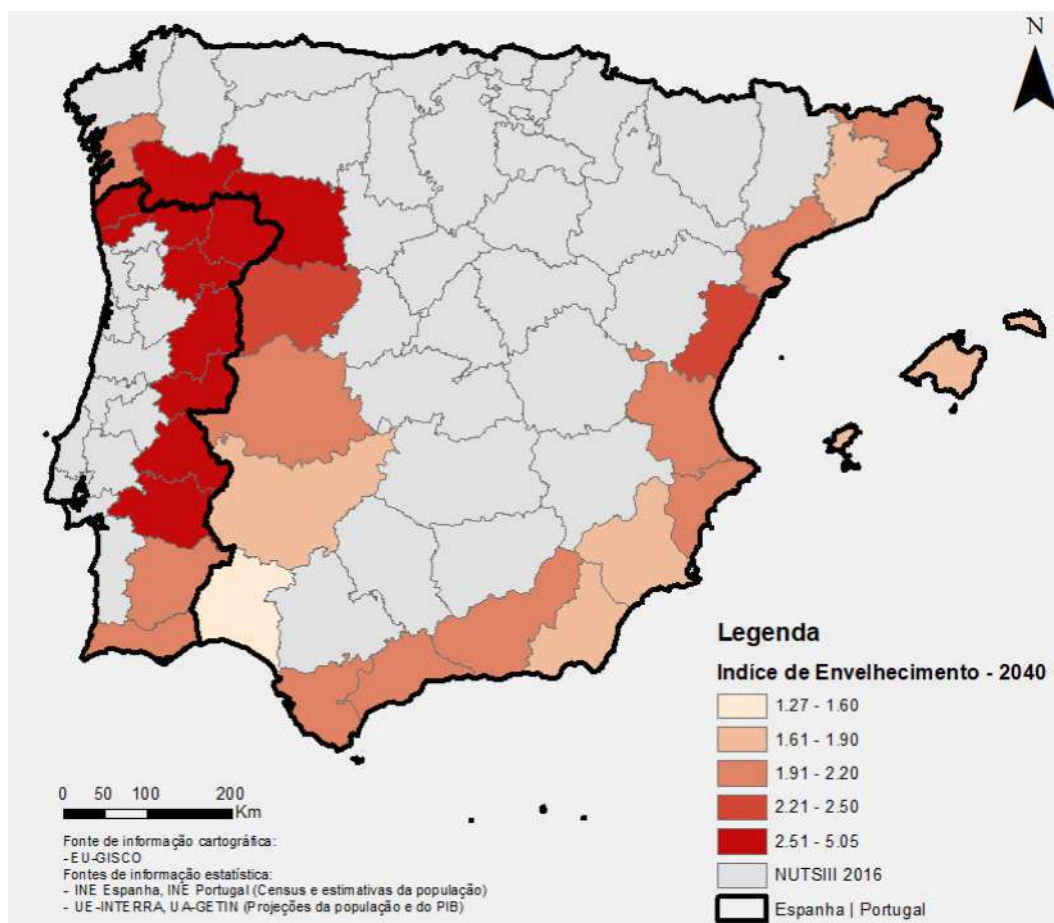 N
Legenda
Indíce de Envelhecimento - 2040
1.27 - 1.60
1.61 - 1.90
1.91 - 2.20
2.21 - 2.50
2.51 - 5.05
NUTSIII 2016
Espanha | Portugal
0 50 100 200
Km
Fonte de informação cartográfica:
-EU-GISCO
Fontes de informação estatística:
- INE Espanha, INE Portugal (Census e estimativas da população)
- UE-INTERRA, UA-GETIN (Projeções da população e do PIB)